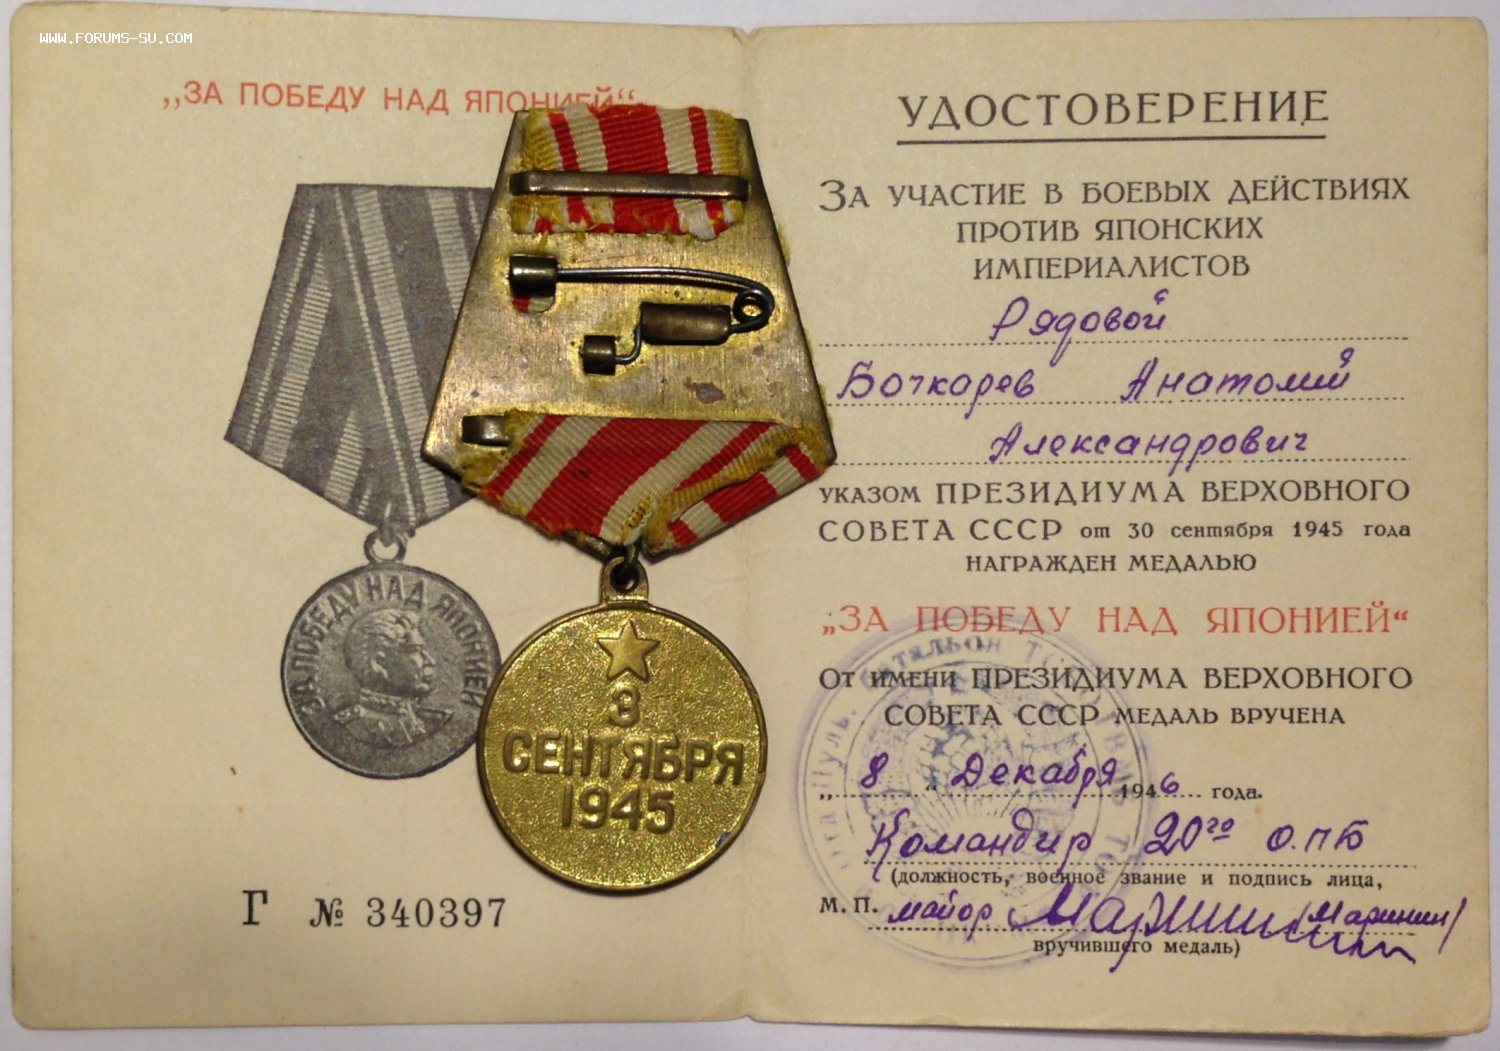 WWW.FORUMS-SU.COM
„ЗА ПОБЕДУ НАД ЯПОНИЕЙ“
ЗА ПОБЕДУ НАД ЯПОНИЕЙ
3
СЕНТЯБРЯ
1945
Г № 340397
УДОСТОВЕРЕНИЕ
ЗА УЧАСТИЕ В БОЕВЫХ ДЕЙСТВИЯХ
ПРОТИВ ЯПОНСКИХ
ИМПЕРИАЛИСТОВ
Рядовой
Бочкарев Анатолий
Александрович
УКАЗОМ ПРЕЗИДИУМА ВЕРХОВНОГО
СОВЕТА СССР от 30 сентября 1945 года
НАГРАЖДЕН МЕДАЛЬЮ
„ЗА ПОБЕДУ НАД ЯПОНИЕЙ“
ОТ ИМЕНИ ПРЕЗИДИУМА ВЕРХОВНОГО
СОВЕТА СССР МЕДАЛЬ ВРУЧЕНА
„8“ Декабря 1946 года.
Командир 20го О.ПБ
(должность, военное звание и подпись лица,
М. П. майор Маринин (Маринин)
вручившего медаль)